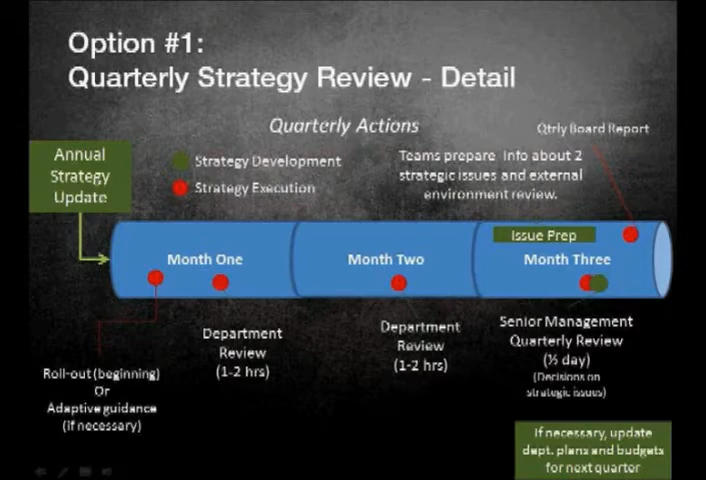 Option #1:
Quarterly Strategy Review - Detail
Quarterly Actions
Qtrly Board Report
Annual
Strategy
Update
Strategy Development
Strategy Execution
Teams prepare info about 2
strategic issues and external
environment review.
Issue Prep
Month One
Month Two
Month Three
Department
Review
(1-2 hrs)
Department
Review
(1-2 hrs)
Senior Management
Quarterly Review
(½ day)
(Decisions on
strategic issues)
Roll-out (beginning)
Or
Adaptive guidance
(if necessary)
If necessary, update
dept. plans and budgets
for next quarter